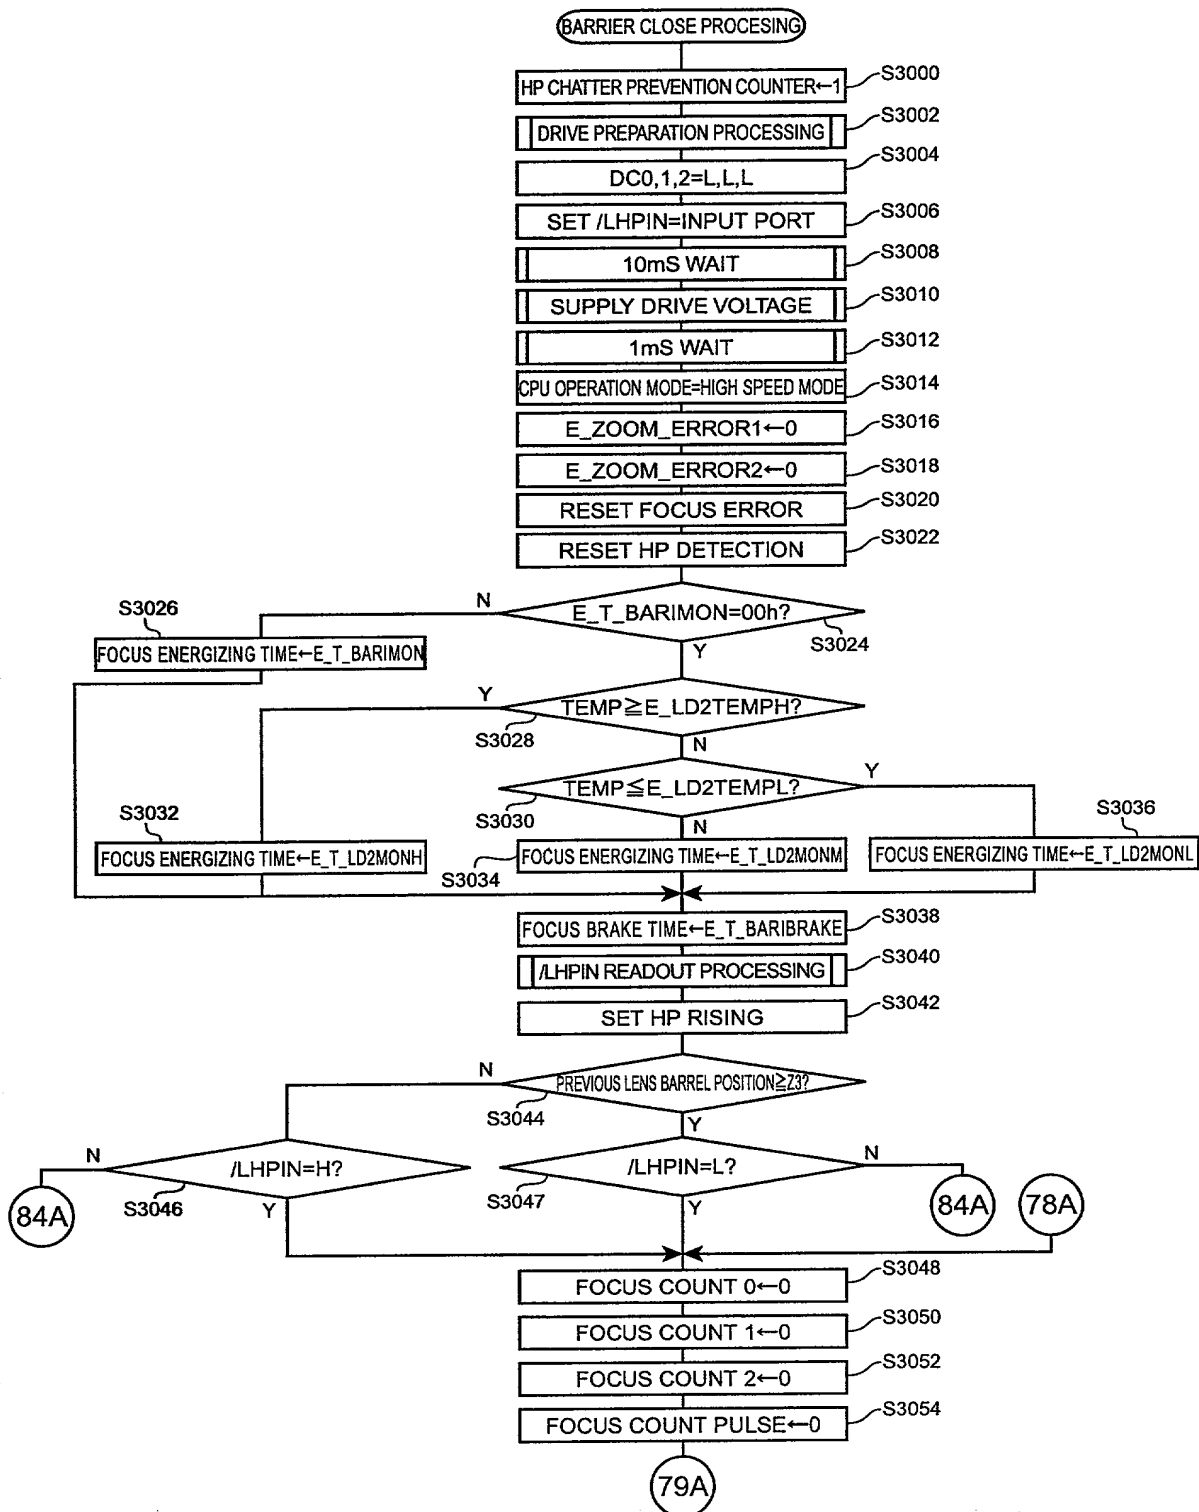 BARRIER CLOSE PROCESING
HP CHATTER PREVENTION COUNTER←1
S3000
DRIVE PREPARATION PROCESSING
S3002
DC0,1,2=L,L,L
S3004
SET /LHPIN=INPUT PORT
S3006
10mS WAIT
S3008
SUPPLY DRIVE VOLTAGE
S3010
1mS WAIT
S3012
CPU OPERATION MODE=HIGH SPEED MODE
S3014
E_ZOOM_ERROR1←0
S3016
E_ZOOM_ERROR2←0
S3018
RESET FOCUS ERROR
S3020
RESET HP DETECTION
S3022
E_T_BARIMON=00h?
S3024
N
Y
S3026
FOCUS ENERGIZING TIME←E_T_BARIMON
TEMP≧E_LD2TEMPH?
S3028
Y
N
TEMP≦E_LD2TEMPL?
S3030
Y
N
S3032
FOCUS ENERGIZING TIME←E_T_LD2MONH
S3034
FOCUS ENERGIZING TIME←E_T_LD2MONM
S3036
FOCUS ENERGIZING TIME←E_T_LD2MONL
FOCUS BRAKE TIME←E_T_BARIBRAKE
S3038
/LHPIN READOUT PROCESSING
S3040
SET HP RISING
S3042
PREVIOUS LENS BARREL POSITION≧Z3?
S3044
N
Y
/LHPIN=H?
S3046
N
Y
84A
/LHPIN=L?
S3047
N
Y
84A
78A
FOCUS COUNT 0←0
S3048
FOCUS COUNT 1←0
S3050
FOCUS COUNT 2←0
S3052
FOCUS COUNT PULSE←0
S3054
79A